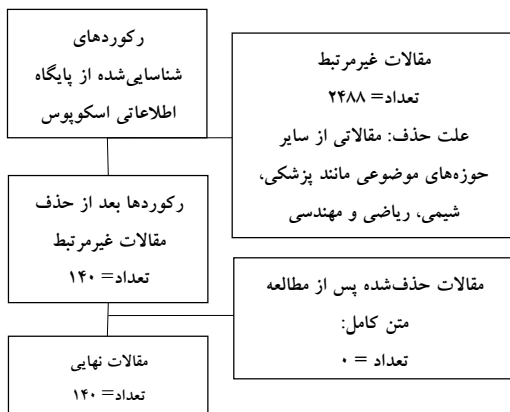 رکوردهای
شناسایی‌شده از پایگاه
اطلاعاتی اسکوپوس
مقالات غیرمرتبط
تعداد= ۲۴۸۸
علت حذف: مقالاتی از سایر
حوزه‌های موضوعی مانند پزشکی،
شیمی، ریاضی و مهندسی
رکوردها بعد از حذف
مقالات غیرمرتبط
تعداد= ۱۴۰
مقالات حذف‌شده پس از مطالعه
متن کامل:
تعداد = ۰
مقالات نهایی
تعداد= ۱۴۰